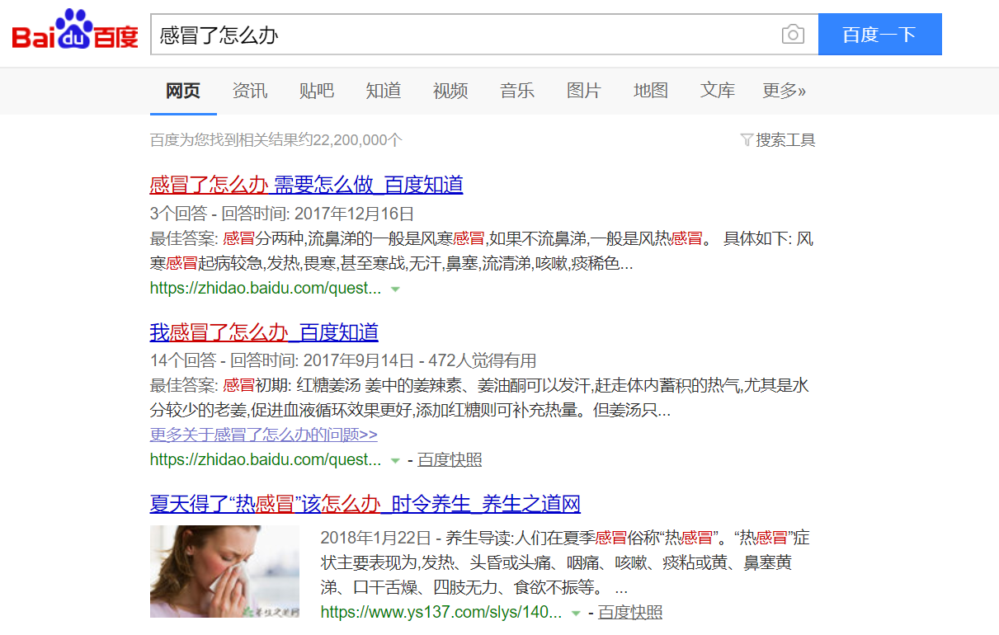 Bai du 百度
感冒了怎么办
百度一下
网页 资讯 贴吧 知道 视频 音乐 图片 地图 文库 更多»
百度为您找到相关结果约22,200,000个 搜索工具
感冒了怎么办 需要怎么做_百度知道
3个回答 - 回答时间: 2017年12月16日
最佳答案: 感冒分两种,流鼻涕的一般是风寒感冒,如果不流鼻涕,一般是风热感冒。 具体如下: 风
寒感冒起病较急,发热,畏寒,甚至寒战,无汗,鼻塞,流清涕,咳嗽,痰稀色...
https://zhidao.baidu.com/quest...
我感冒了怎么办_百度知道
14个回答 - 回答时间: 2017年9月14日 - 472人觉得有用
最佳答案: 感冒初期: 红糖姜汤 姜中的姜辣素、姜油酮可以发汗,赶走体内蓄积的热气,尤其是水
分较少的老姜,促进血液循环效果更好,添加红糖则可补充热量。但姜汤只...
更多关于感冒了怎么办的问题>>
https://zhidao.baidu.com/quest... - 百度快照
夏天得了“热感冒”该怎么办_时令养生_养生之道网
2018年1月22日 - 养生导读:人们在夏季感冒俗称“热感冒”。“热感冒”症
状主要表现为,发热、头昏或头痛、咽痛、咳嗽、痰粘或黄、鼻塞黄
涕、口干舌燥、四肢无力、食欲不振等。 ...
养生之道网
https://www.ys137.com/slys/140... - 百度快照